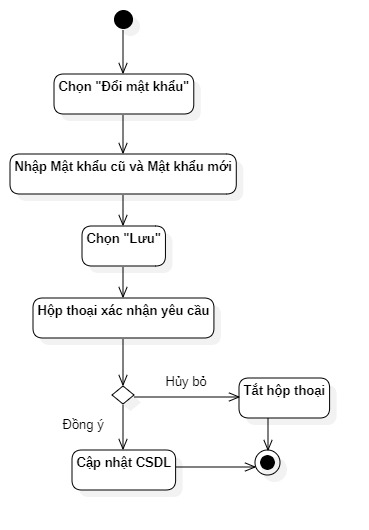 Chọn "Đổi mật khẩu"
Nhập Mật khẩu cũ và Mật khẩu mới
Chọn "Lưu"
Hộp thoại xác nhận yêu cầu
Hủy bỏ
Tắt hộp thoại
Đồng ý
Cập nhật CSDL